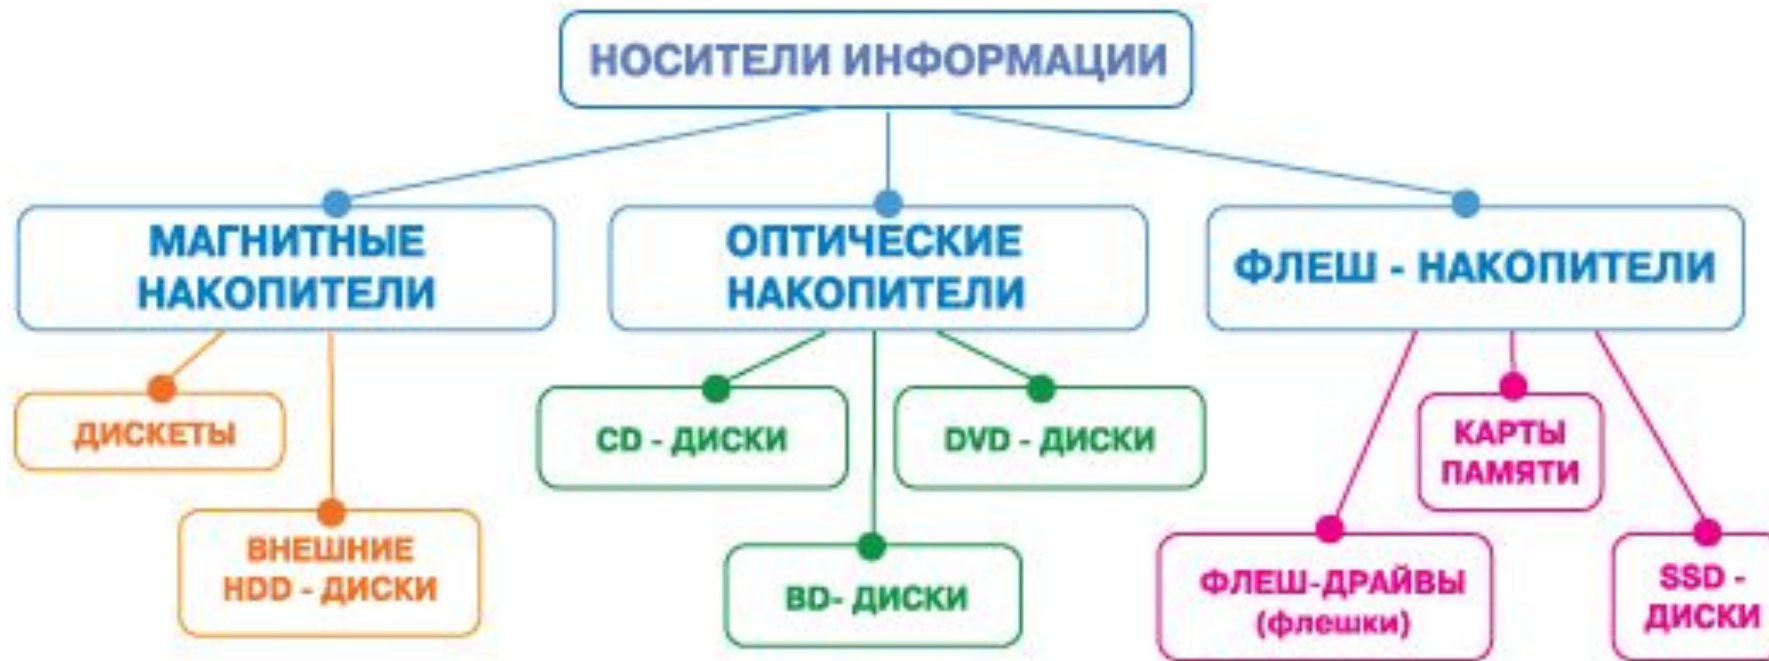 НОСИТЕЛИ ИНФОРМАЦИИ
МАГНИТНЫЕ
НАКОПИТЕЛИ
ОПТИЧЕСКИЕ
НАКОПИТЕЛИ
ФЛЕШ - НАКОПИТЕЛИ
ДИСКЕТЫ
ВНЕШНИЕ
HDD - ДИСКИ
CD - ДИСКИ
DVD - ДИСКИ
BD- ДИСКИ
КАРТЫ
ПАМЯТИ
ФЛЕШ-ДРАЙВЫ
(флешки)
SSD -
ДИСКИ